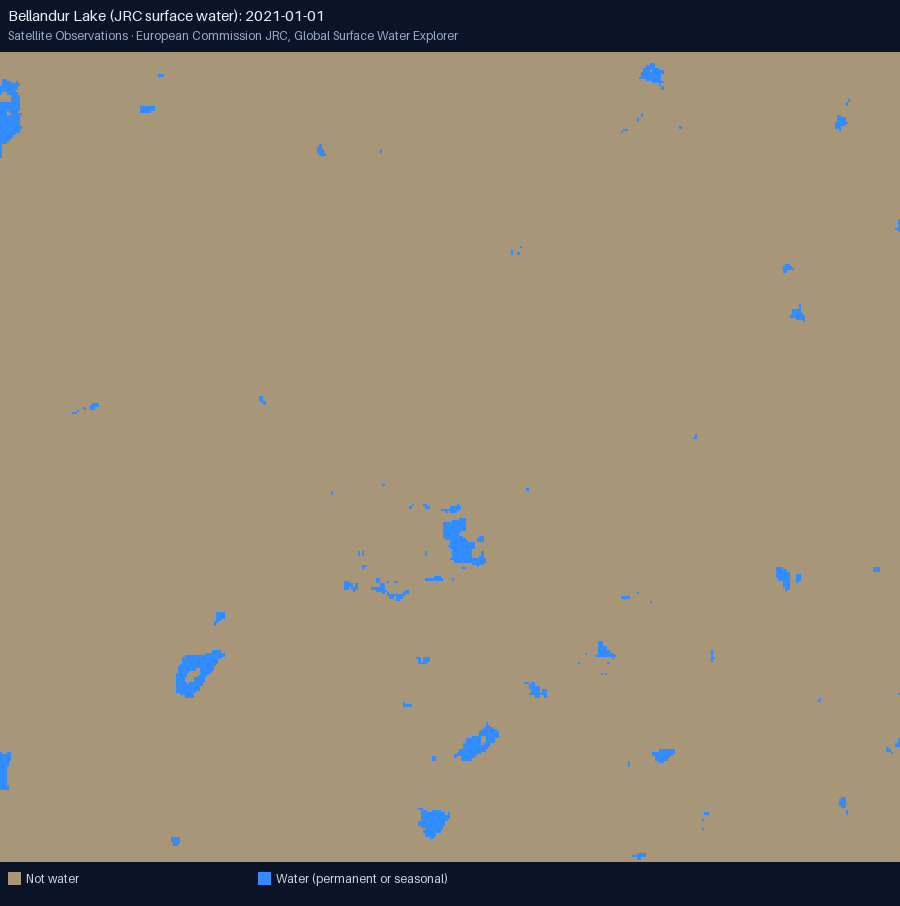 Bellandur Lake (JRC surface water): 2021-01-01
Satellite Observations · European Commission JRC, Global Surface Water Explorer
Not water
Water (permanent or seasonal)